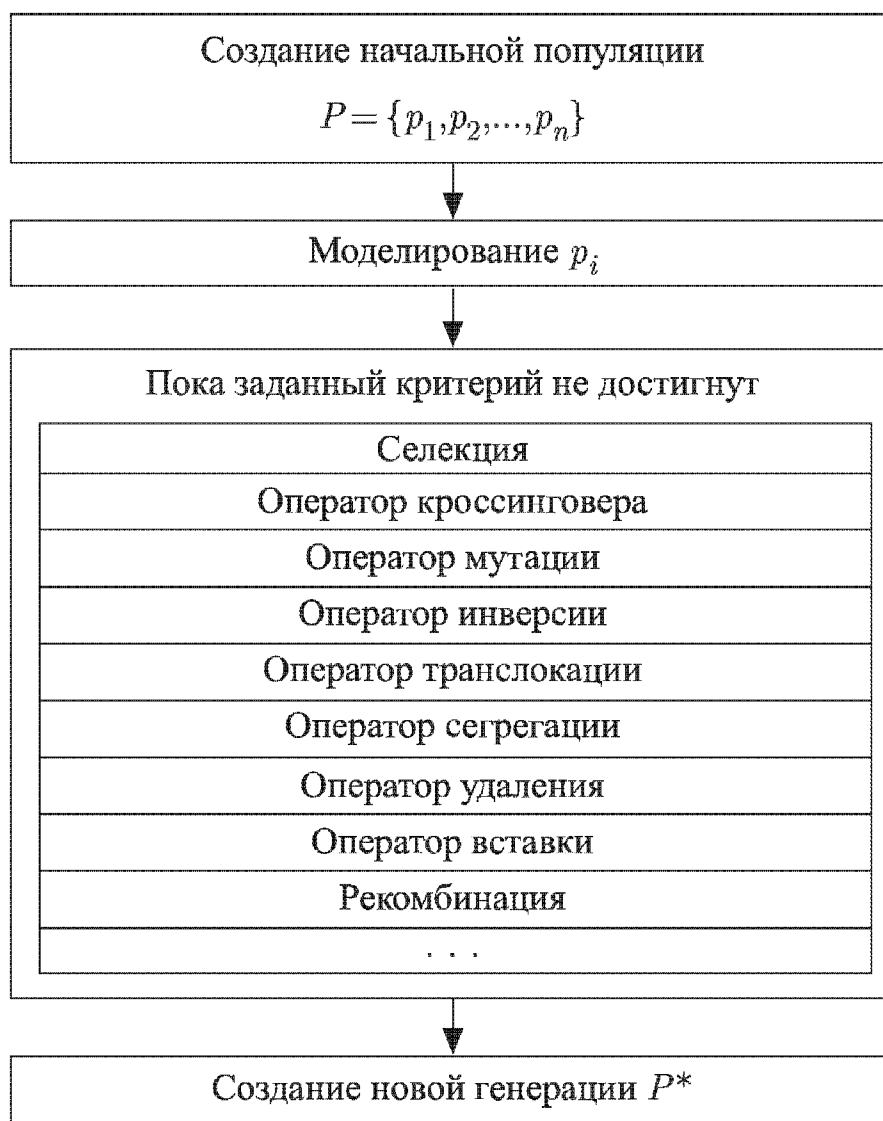 Создание начальной популяции
P = {p₁,p₂,...,pₙ}
Моделирование pᵢ
Пока заданный критерий не достигнут
Селекция
Оператор кроссинговера
Оператор мутации
Оператор инверсии
Оператор транслокации
Оператор сегрегации
Оператор удаления
Оператор вставки
Рекомбинация
. . .
Создание новой генерации P*